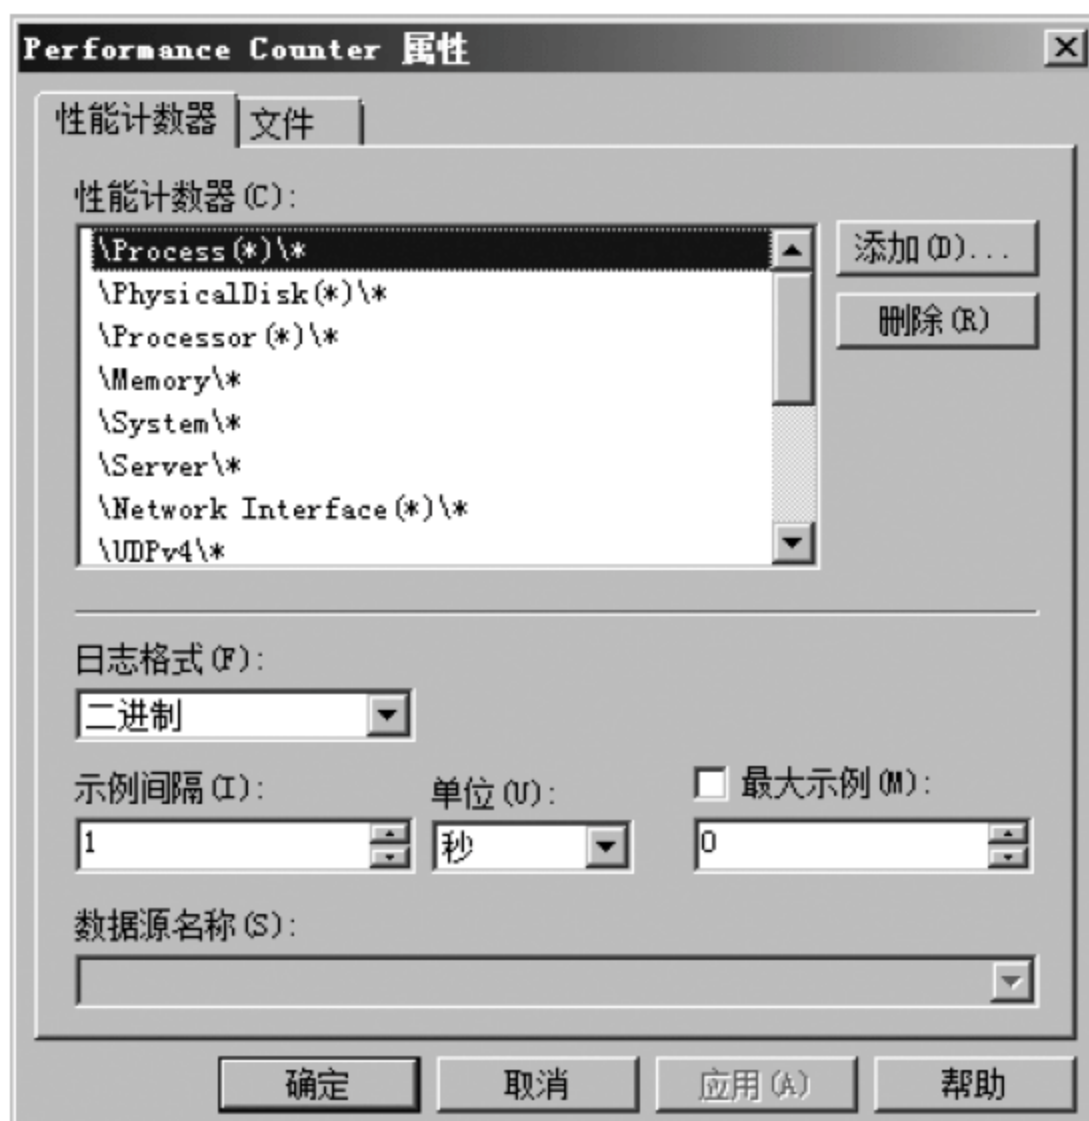 Performance Counter 属性
性能计数器 文件
性能计数器(C):
\Process(*)\*
添加(D)...
\PhysicalDisk(*)\*
删除(R)
\Processor(*)\*
\Memory\*
\System\*
\Server\*
\Network Interface(*)\*
\UDPv4\*
日志格式(F):
二进制
示例间隔(I): 单位(U): 最大示例(M):
1 秒 0
数据源名称(S):
确定 取消 应用(A) 帮助